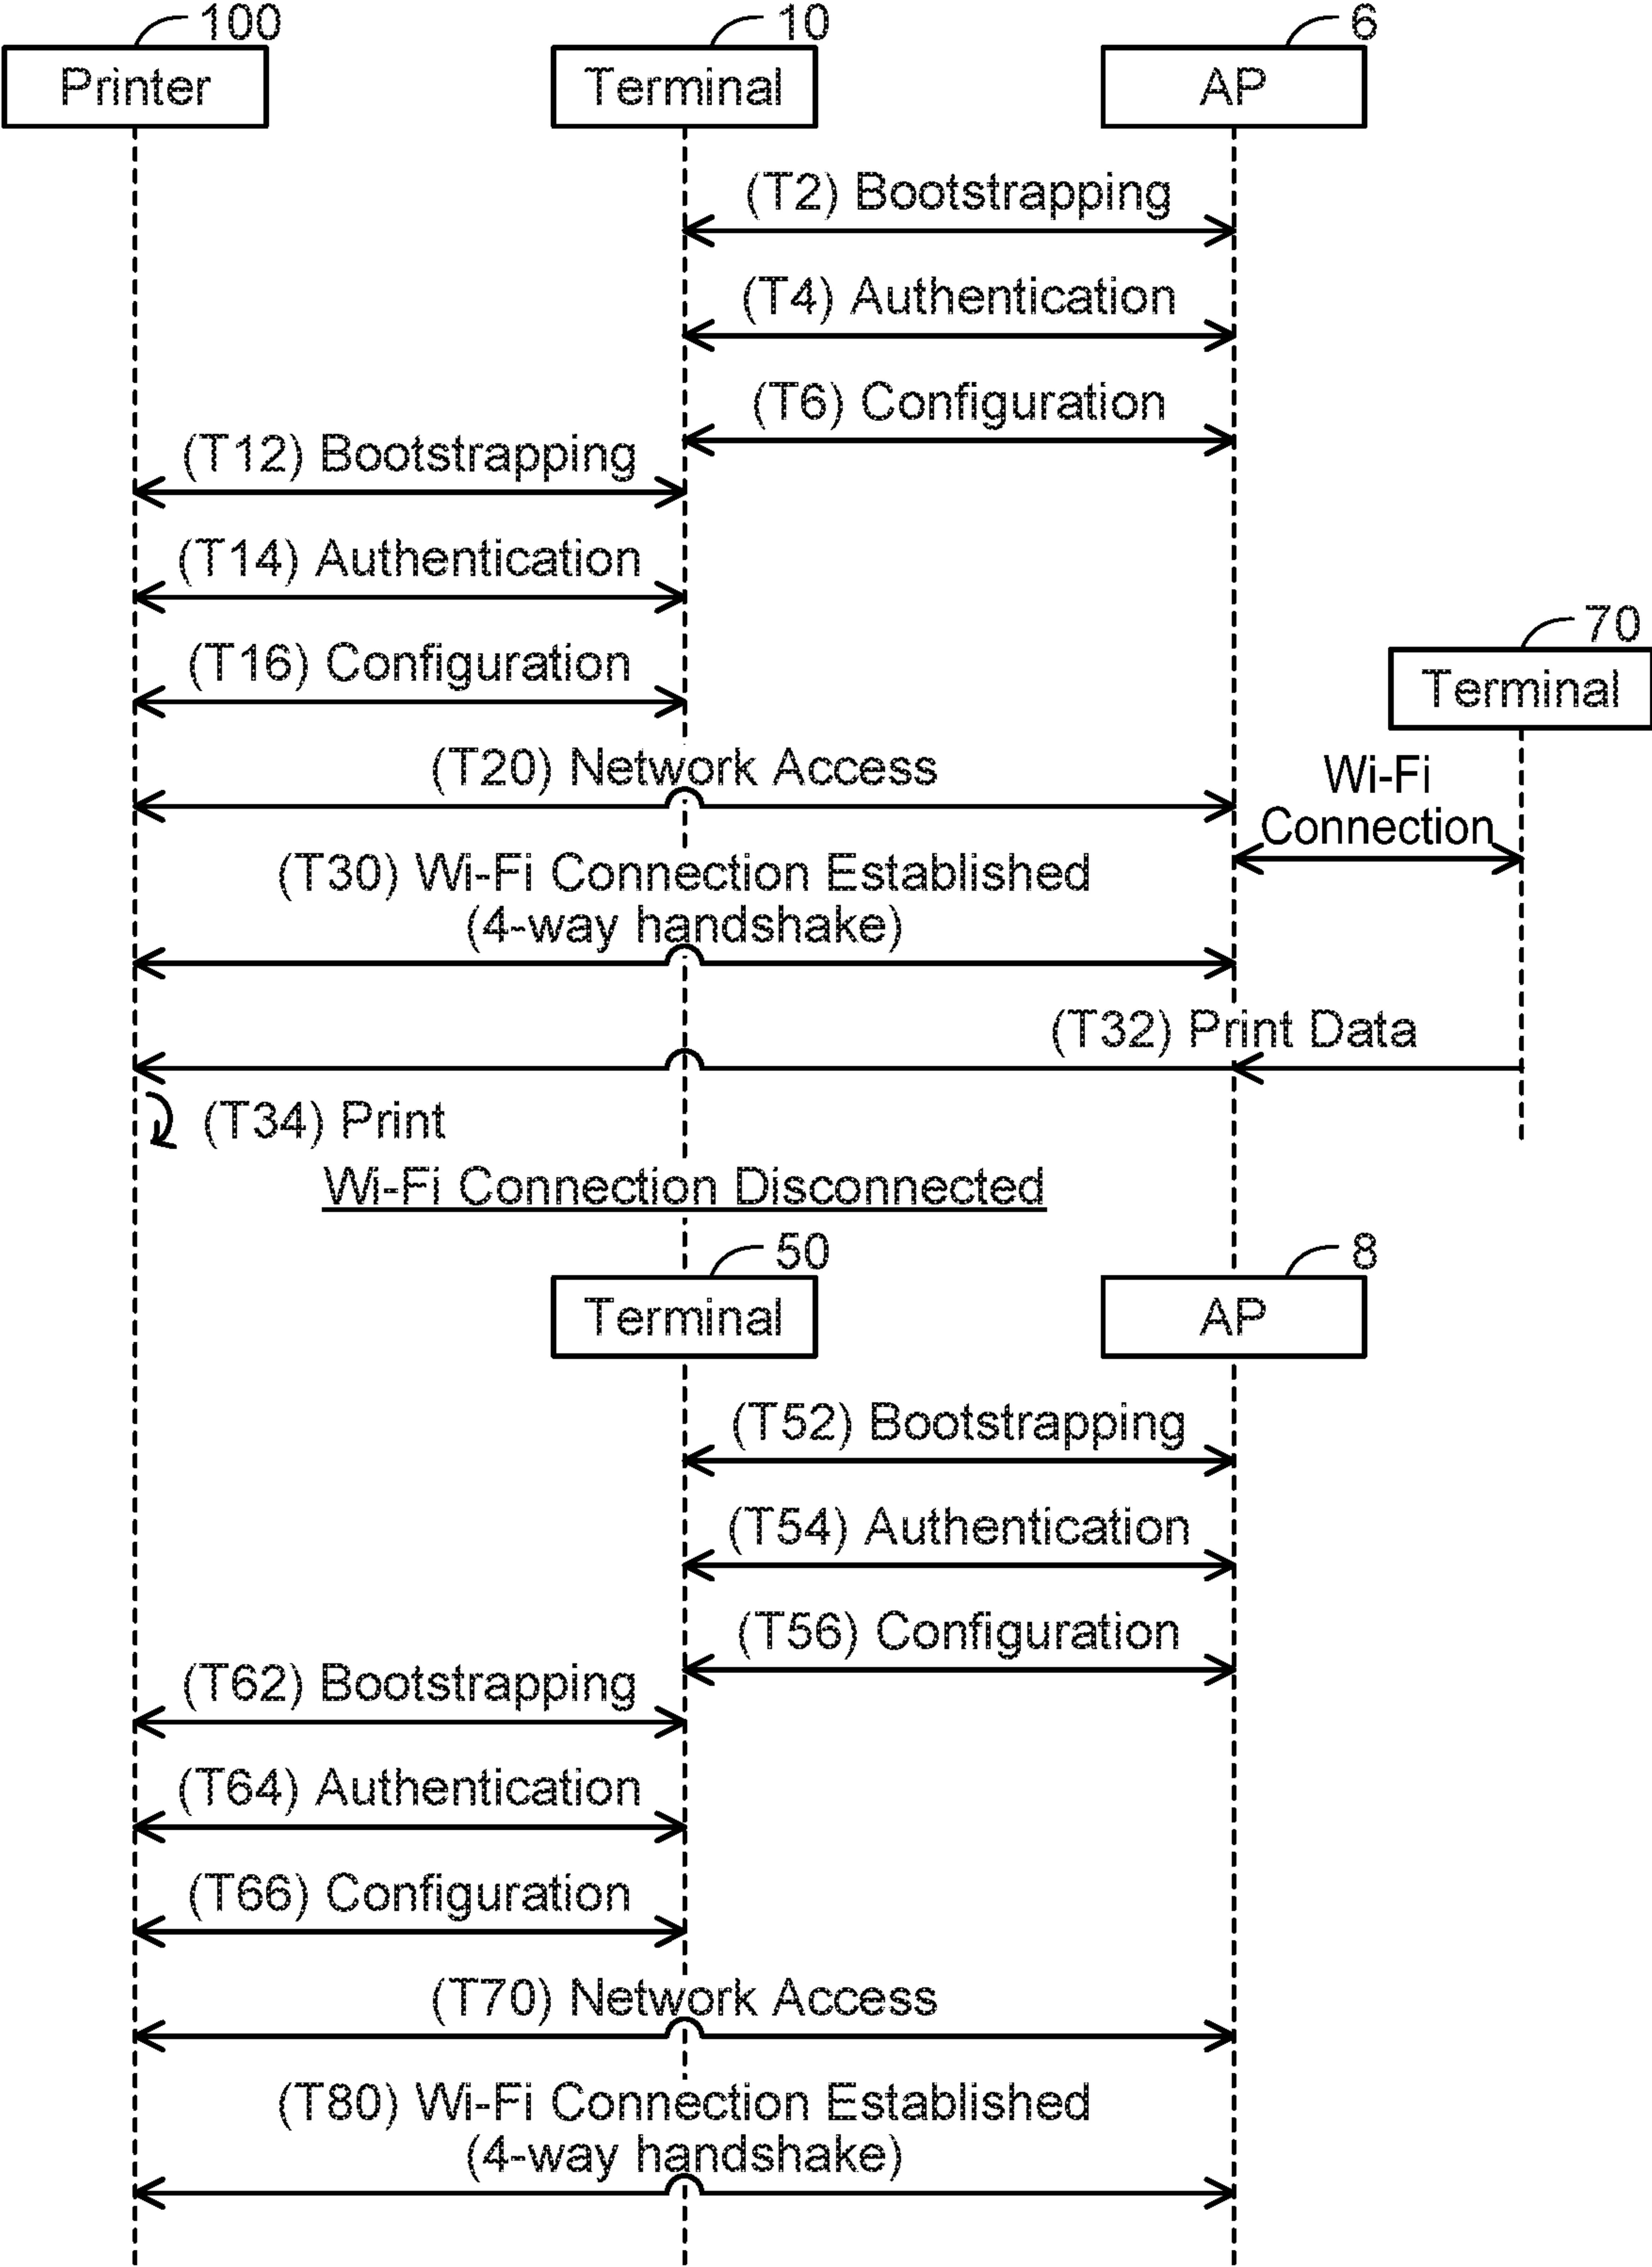 100
10
6
Printer
Terminal
AP
(T2) Bootstrapping
(T4) Authentication
(T6) Configuration
(T12) Bootstrapping
(T14) Authentication
70
(T16) Configuration
Terminal
(T20) Network Access
Wi-Fi
Connection
(T30) Wi-Fi Connection Established
(4-way handshake)
(T32) Print Data
(T34) Print
Wi-Fi Connection Disconnected
50
8
Terminal
AP
(T52) Bootstrapping
(T54) Authentication
(T56) Configuration
(T62) Bootstrapping
(T64) Authentication
(T66) Configuration
(T70) Network Access
(T80) Wi-Fi Connection Established
(4-way handshake)